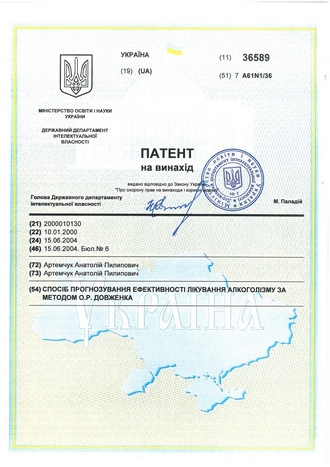 УКРАЇНА
(11) 36589
(19) (UA)
(51) 7 A61N1/36
МІНІСТЕРСТВО ОСВІТИ І НАУКИ
УКРАЇНИ
ДЕРЖАВНИЙ ДЕПАРТАМЕНТ
ІНТЕЛЕКТУАЛЬНОЇ
ВЛАСНОСТІ
ПАТЕНТ
на винахід
видано відповідно до Закону України
"Про охорону прав на винаходи і корисні моделі"
Голова Державного департаменту
інтелектуальної власності
М. Паладій
(21) 2000010130
(22) 10.01.2000
(24) 15.06.2004
(46) 15.06.2004. Бюл.№ 6
(72) Артемчук Анатолій Пилипович
(73) Артемчук Анатолій Пилипович
(54) СПОСІБ ПРОГНОЗУВАННЯ ЕФЕКТИВНОСТІ ЛІКУВАННЯ АЛКОГОЛІЗМУ ЗА
МЕТОДОМ О.Р. ДОВЖЕНКА
УКРАЇНА